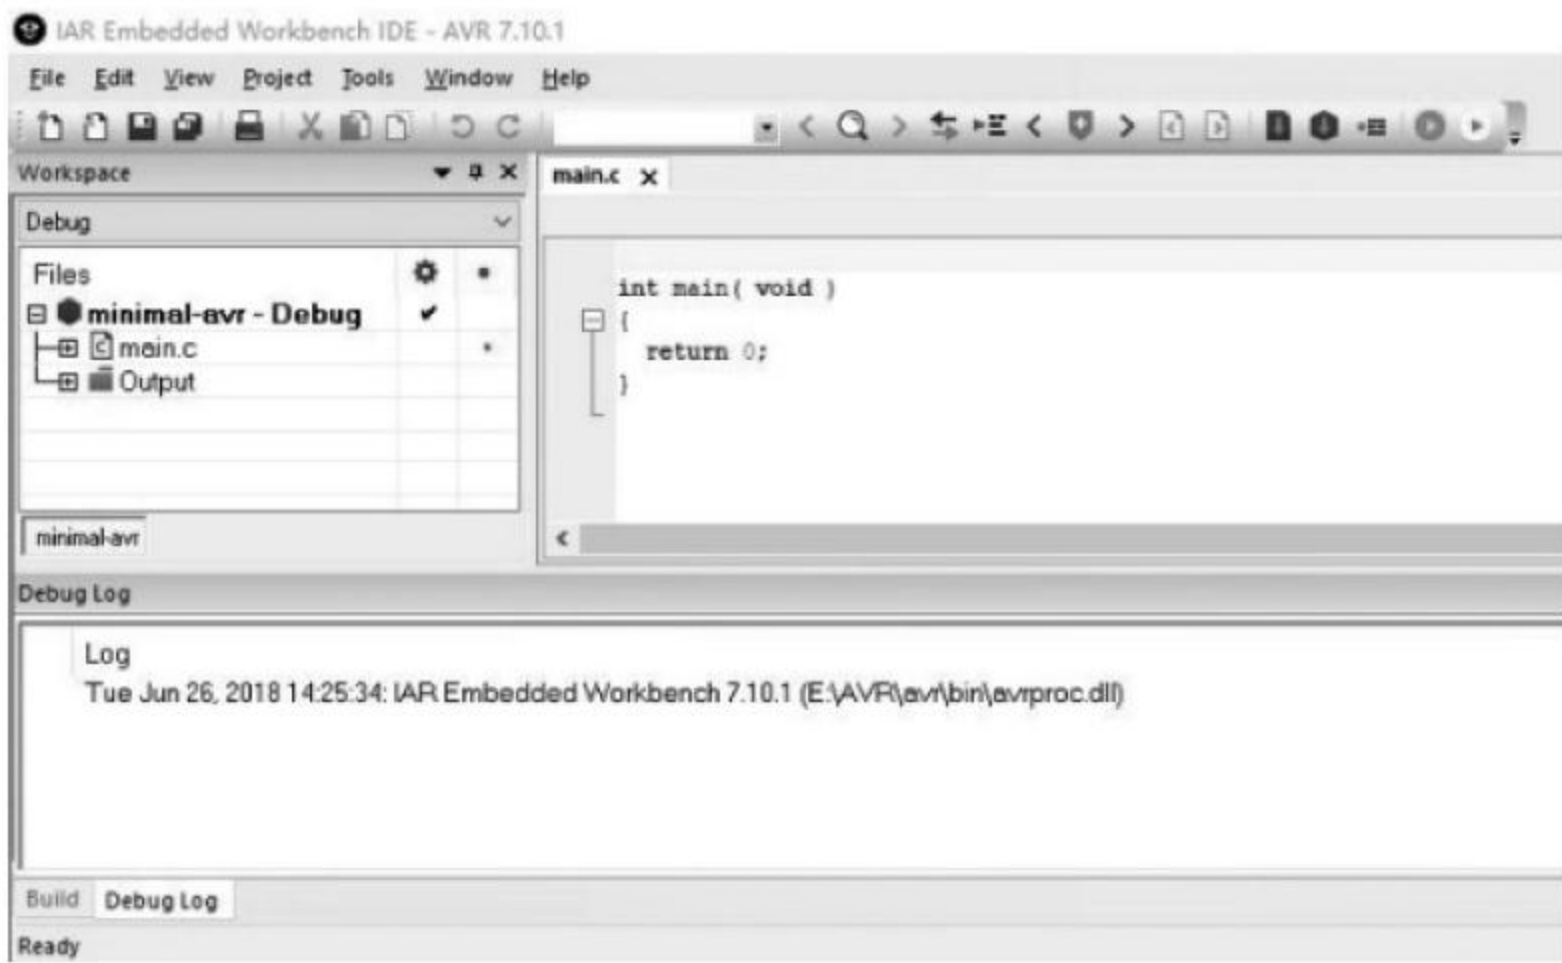 IAR Embedded Workbench IDE - AVR 7.10.1
File Edit View Project Tools Window Help
Workspace
main.c
Debug
Files
minimal-avr - Debug
main.c
Output
int main( void )
{
return 0;
}
minimal-avr
Debug Log
Log
Tue Jun 26, 2018 14:25:34: IAR Embedded Workbench 7.10.1 (E:\AVR\avr\bin\avrproc.dll)
Build Debug Log
Ready